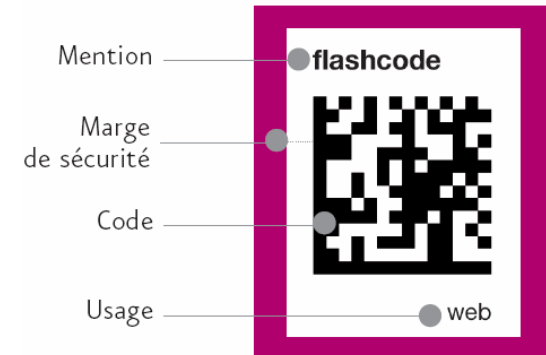 Mention
flashcode
Marge
de sécurité
Code
Usage
web